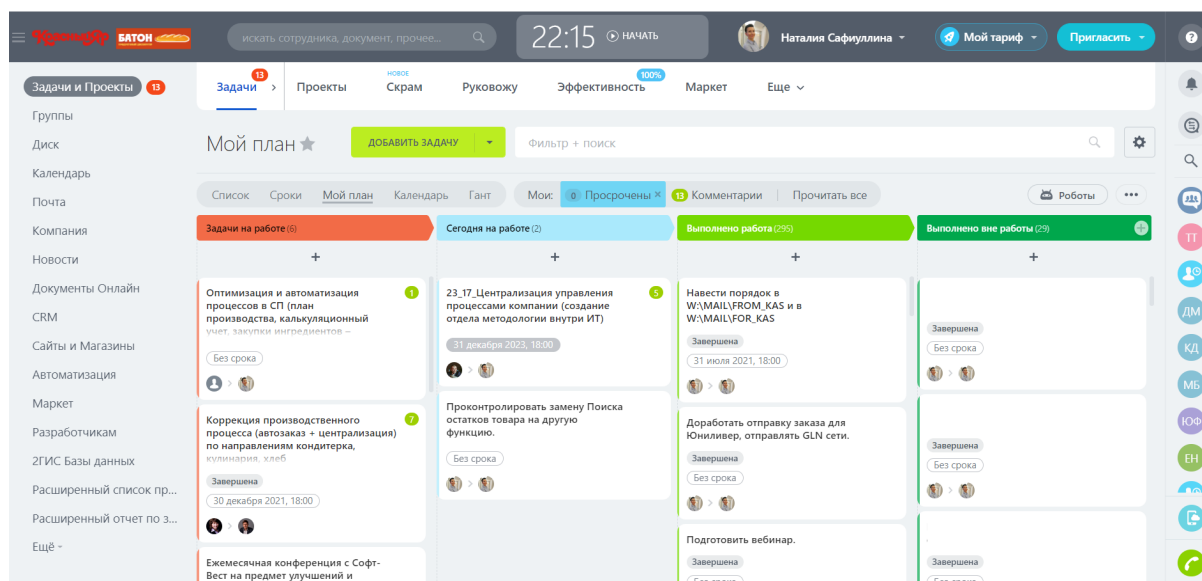 Красный Яр БАТОН
искать сотрудника, документ, прочее...
22:15 НАЧАТЬ
Наталия Сафиуллина
Мой тариф
Пригласить
?
Задачи и Проекты 13
Группы
Диск
Календарь
Почта
Компания
Новости
Документы Онлайн
CRM
Сайты и Магазины
Автоматизация
Маркет
Разработчикам
2ГИС Базы данных
Расширенный список пр...
Расширенный отчет по з...
Ещё
13 НОВОЕ 100%
Задачи > Проекты Скрам Руковожу Эффективность Маркет Еще
Мой план
ДОБАВИТЬ ЗАДАЧУ
Фильтр + поиск
Список Сроки Мой план Календарь Гант
Мои: 0 Просрочены × 13 Комментарии Прочитать все
Роботы •••
Задачи на работе (6)
+
Оптимизация и автоматизация 1
процессов в СП (план
производства, калькуляционный
учет, закупки ингредиентов –
Без срока
Коррекция производственного 7
процесса (автозаказ + централизация)
по направлениям кондитерка,
кулинария, хлеб
Завершена
30 декабря 2021, 18:00
Ежемесячная конференция с Софт-
Вест на предмет улучшений и
Сегодня на работе (2)
+
23_17_Централизация управления 5
процессами компании (создание
отдела методологии внутри ИТ)
31 декабря 2023, 18:00
Проконтролировать замену Поиска
остатков товара на другую
функцию.
Без срока
Выполнено работа (295)
+
Навести порядок в
W:\MAIL\FROM_KAS и в
W:\MAIL\FOR_KAS
Завершена
31 июля 2021, 18:00
Доработать отправку заказа для
Юниливер, отправлять GLN сети.
Завершена
Без срока
Подготовить вебинар.
Завершена
Без срока
Выполнено вне работы (29)
+
Завершена
Без срока
Завершена
Без срока
Завершена
Без срока
ТТ
ДМ
КД
МБ
ЮФ
ЕН